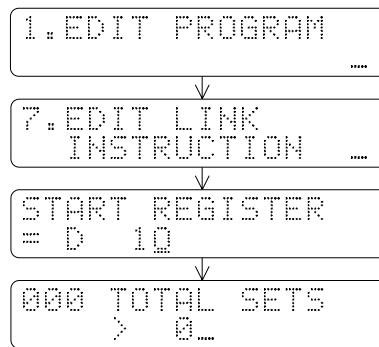 1.EDIT PROGRAM
7.EDIT LINK
INSTRUCTION
START REGISTER
= D 10
000 TOTAL SETS
> 0